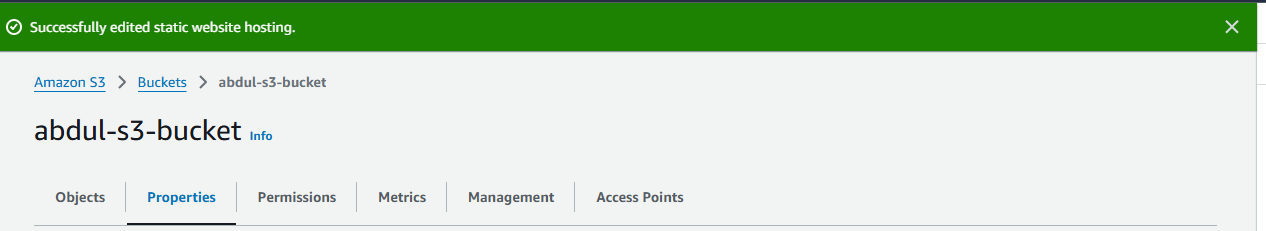 Successfully edited static website hosting.
Amazon S3 > Buckets > abdul-s3-bucket
abdul-s3-bucket Info
Objects Properties Permissions Metrics Management Access Points